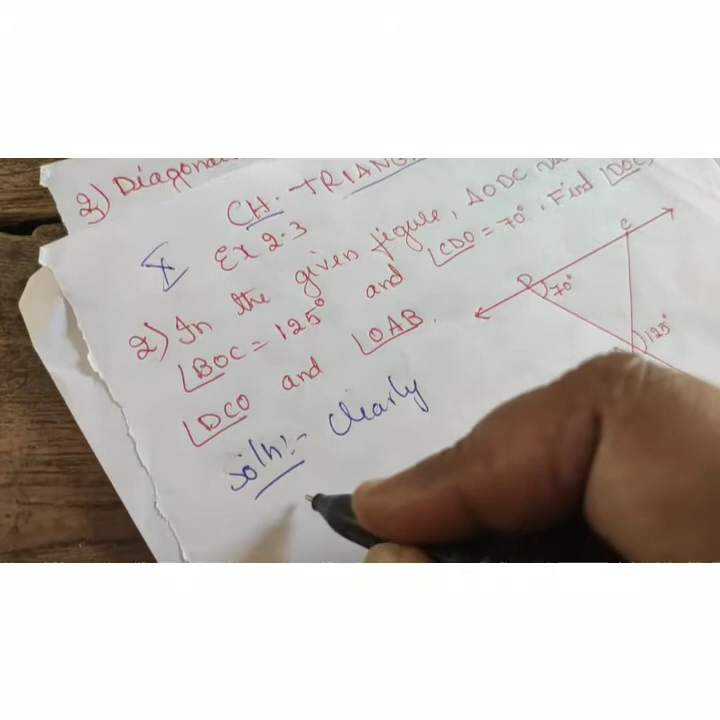 2) Diagonal
CH:- TRIANG
X Ex 2.3
2) In the given figure, ΔODC
∠BOC = 125° and ∠CDO = 70°. Find ∠DOC,
∠DCO and ∠OAB.
Soln:- Clearly
C
D
70°
125°